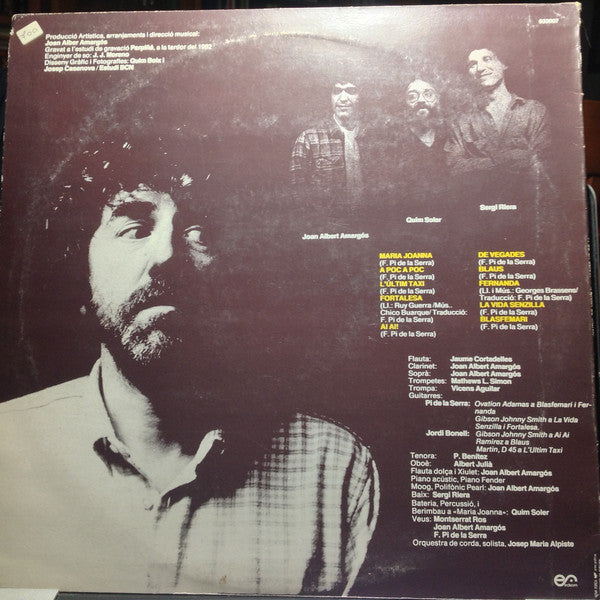 100
Producció Artística, arranjaments i direcció musical:
Joan Alber Amargós
Gravat a l'estudi de gravació Perpiñá, a la tardor del 1982
Enginyer de so: J. J. Moreno
Disseny Gràfic i Fotografies: Quim Boix i
Josep Casanova / Estudi BCN
Joan Albert Amargós
Quim Soler
Sergi Riera
MARIA JOANNA
(F. Pi de la Serra)
A POC A POC
(F. Pi de la Serra)
L'ÚLTIM TAXI
(F. Pi de la Serra)
FORTALESA
(Ll.: Ruy Guerra /Mús..
Chico Buarque/ Traducció:
F. Pi de la Serra)
AI AI!
(F. Pi de la Serra)
DE VEGADES
(F. Pi de la Serra)
BLAUS
(F. Pi de la Serra)
FERNANDA
(Ll. i Mús.: Georges Brassens/
Traducció: F. Pi de la Serra)
LA VIDA SENZILLA
(F. Pi de la Serra)
BLASFEMARI
(F. Pi de la Serra)
Flauta: Jaume Cortadelles
Clarinet: Joan Albert Amargós
Soprà: Joan Albert Amargós
Trompetes: Mathews L. Simon
Trompa: Vicens Aguitar
Guitarres:
Pi de la Serra: Ovation Adamas a Blasfemari i Fer-
nanda
Gibson Johnny Smith a La Vida
Senzilla i Fortalesa.
Jordi Bonell: Gibson Johnny Smith a Ai Ai
Ramirez a Blaus
Martin, D 45 a L'Ultim Taxi
Tenora: P. Benítez
Oboè: Albert Julià
Flauta dolça i Xiulet: Joan Albert Amargós
Piano acústic, Piano Fender
Moog, Polifònic Pearl: Joan Albert Amargós
Baix: Sergi Riera
Bateria, Percussió, i
Berimbau a «Maria Joanna»: Quim Soler
Veus: Montserrat Ros
Joan Albert Amargós
F. Pi de la Serra
Orquestra de corda, solista, Josep Maria Alpiste